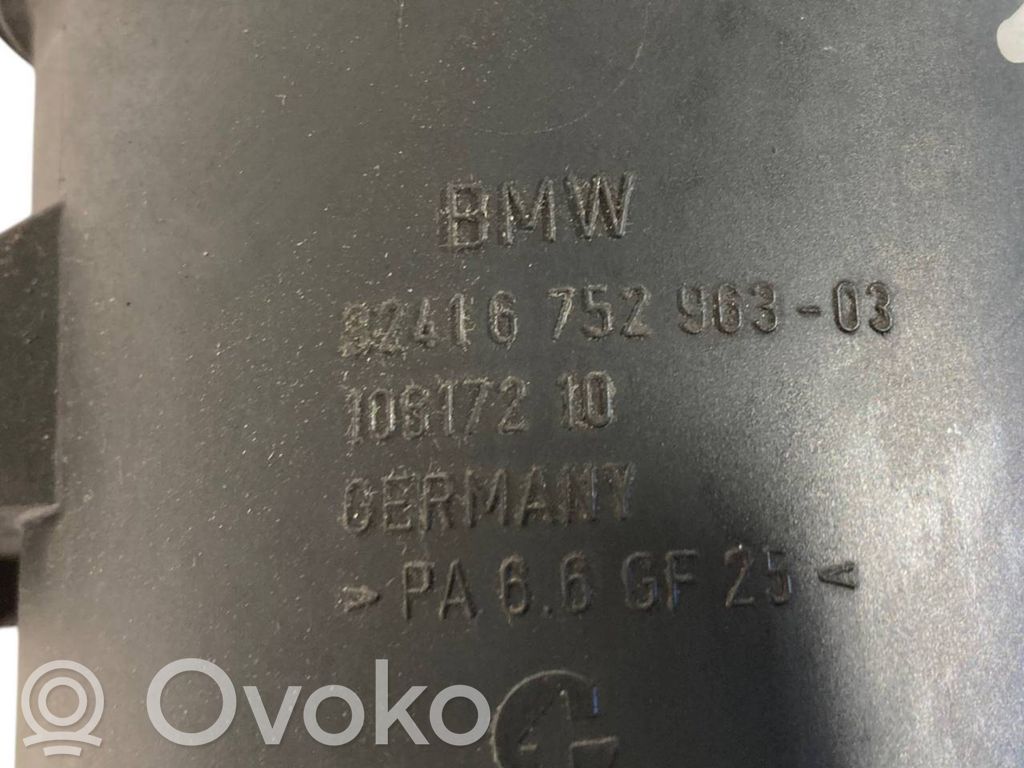 BMW
82416 752 963-03
106172 10
GERMANY
> PA 6.6 GF 25 <
Ovoko